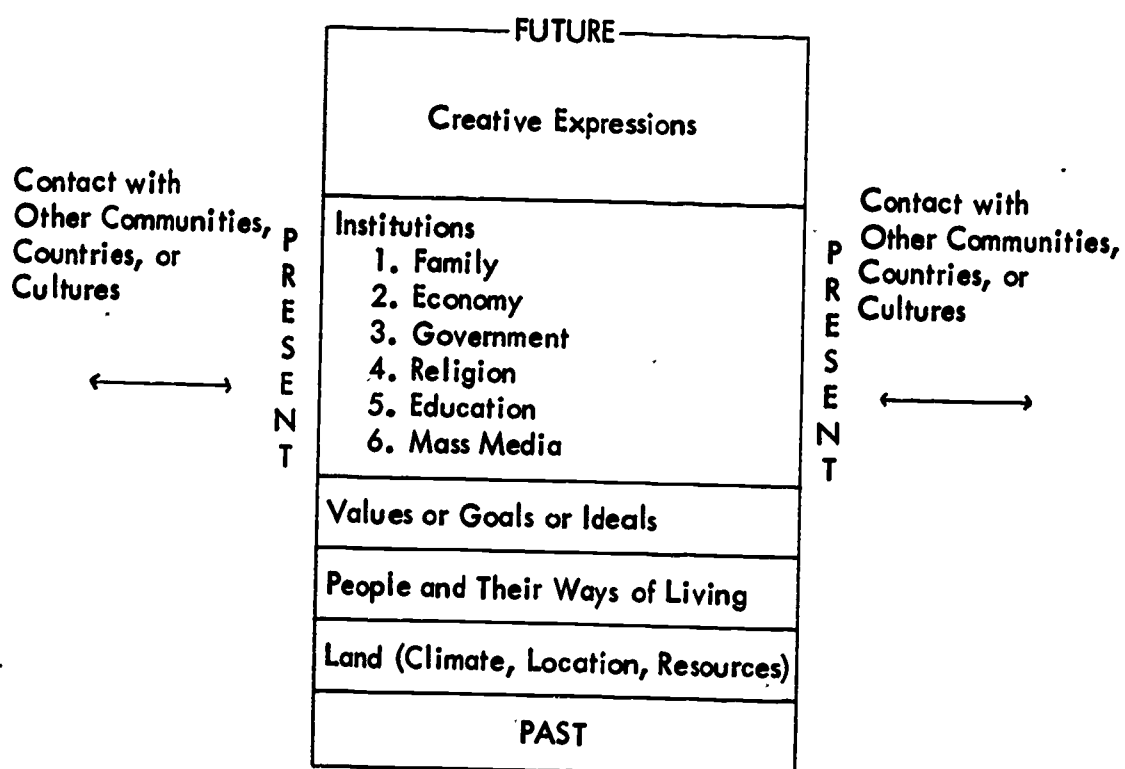 FUTURE
Creative Expressions
Contact with
Other Communities,
Countries, or
Cultures
PRESENT
Institutions
1. Family
2. Economy
3. Government
4. Religion
5. Education
6. Mass Media
PRESENT
Contact with
Other Communities,
Countries, or
Cultures
Values or Goals or Ideals
People and Their Ways of Living
Land (Climate, Location, Resources)
PAST